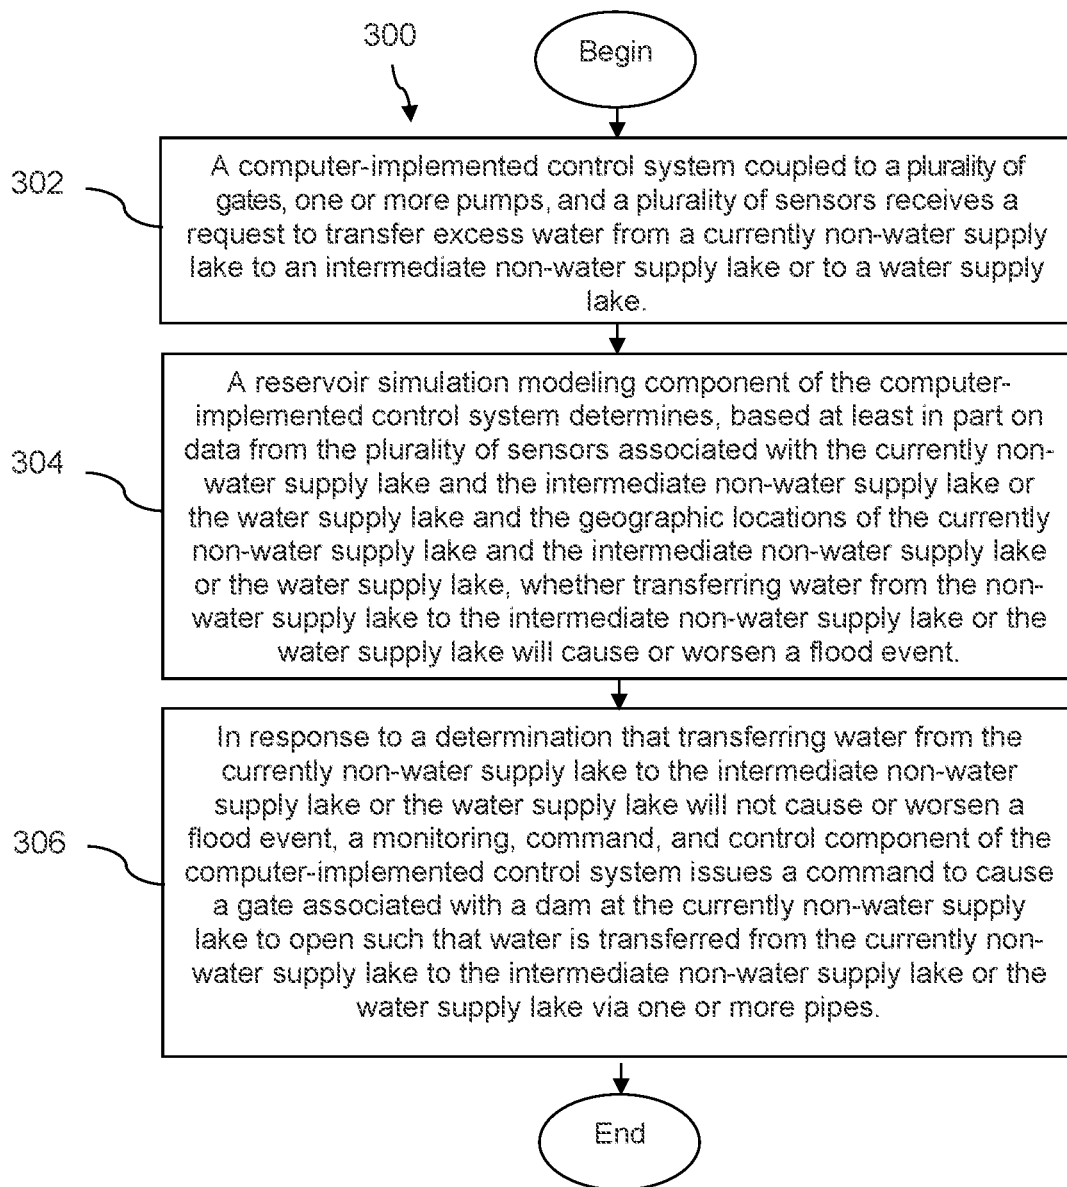 300
Begin
302
A computer-implemented control system coupled to a plurality of
gates, one or more pumps, and a plurality of sensors receives a
request to transfer excess water from a currently non-water supply
lake to an intermediate non-water supply lake or to a water supply
lake.
304
A reservoir simulation modeling component of the computer-
implemented control system determines, based at least in part on
data from the plurality of sensors associated with the currently non-
water supply lake and the intermediate non-water supply lake or
the water supply lake and the geographic locations of the currently
non-water supply lake and the intermediate non-water supply lake
or the water supply lake, whether transferring water from the non-
water supply lake to the intermediate non-water supply lake or the
water supply lake will cause or worsen a flood event.
306
In response to a determination that transferring water from the
currently non-water supply lake to the intermediate non-water
supply lake or the water supply lake will not cause or worsen a
flood event, a monitoring, command, and control component of the
computer-implemented control system issues a command to cause
a gate associated with a dam at the currently non-water supply
lake to open such that water is transferred from the currently non-
water supply lake to the intermediate non-water supply lake or the
water supply lake via one or more pipes.
End